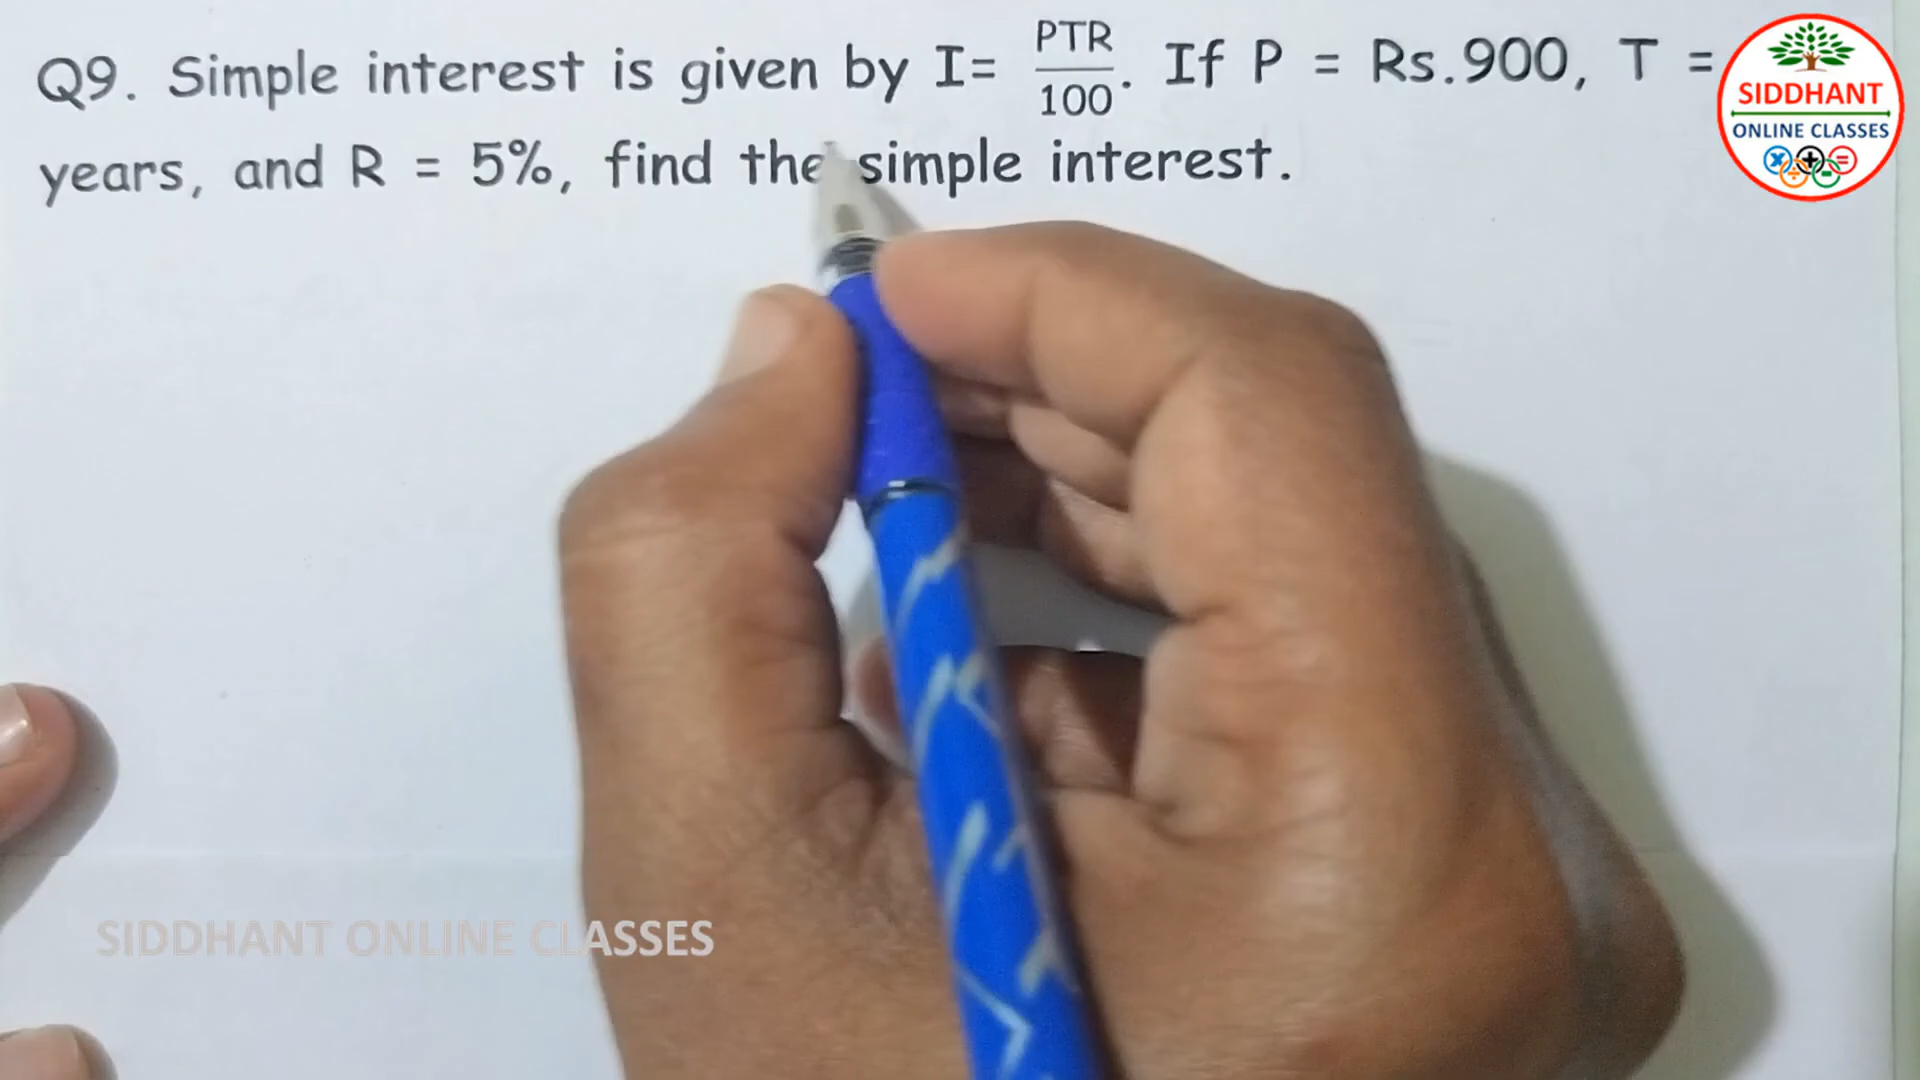 Q9. Simple interest is given by I= PTR/100. If P = Rs.900, T =
years, and R = 5%, find the simple interest.
SIDDHANT
ONLINE CLASSES
SIDDHANT ONLINE CLASSES